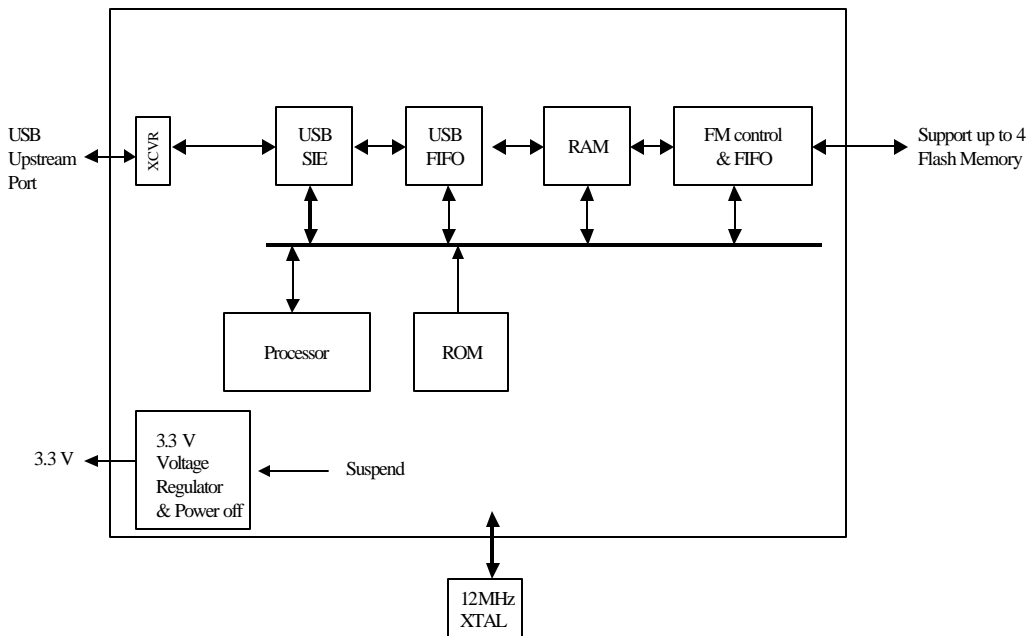 USB
Upstream
Port
XCVR
USB
SIE
USB
FIFO
RAM
FM control
& FIFO
Support up to 4
Flash Memory
Processor
ROM
3.3 V
3.3 V
Voltage
Regulator
& Power off
Suspend
12MHz
XTAL